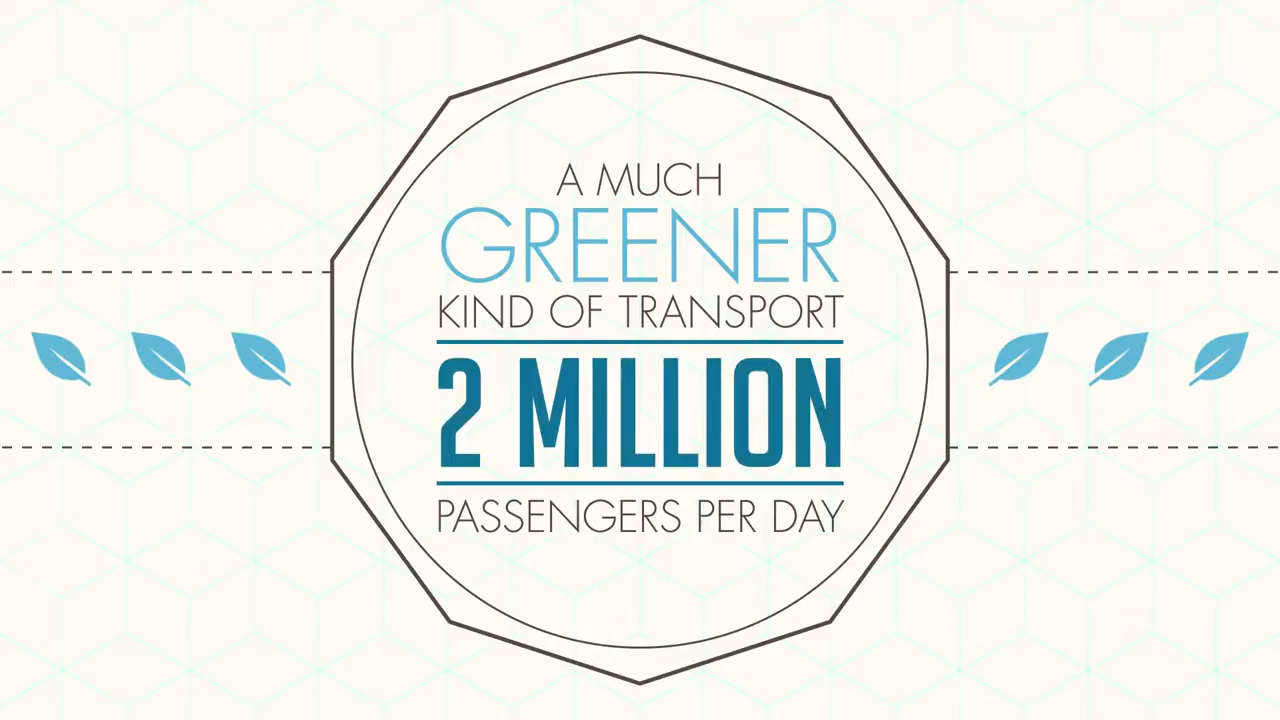 A MUCH
GREENER
KIND OF TRANSPORT
2 MILLION
PASSENGERS PER DAY